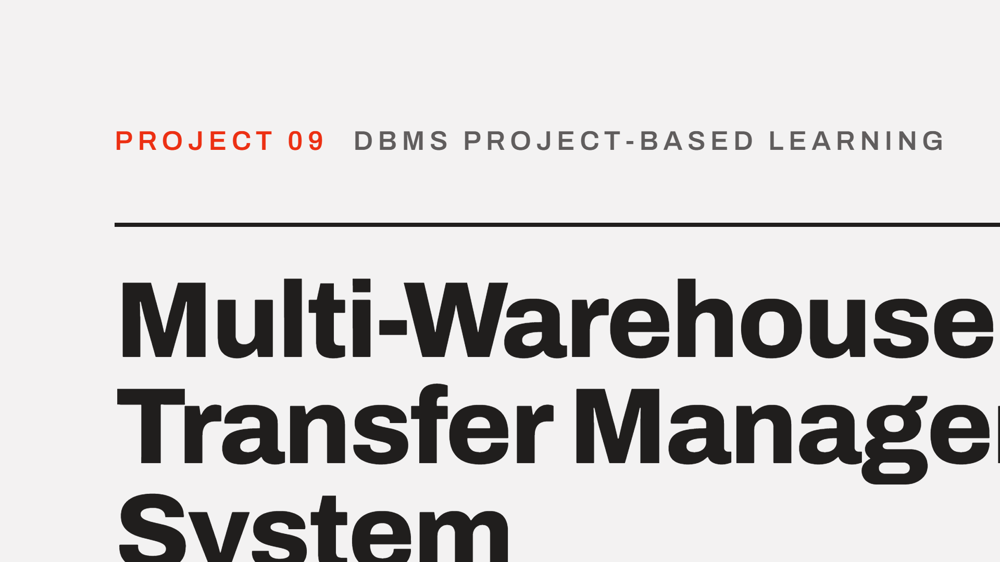 PROJECT 09 DBMS PROJECT-BASED LEARNING
Multi-Warehouse
Transfer
System